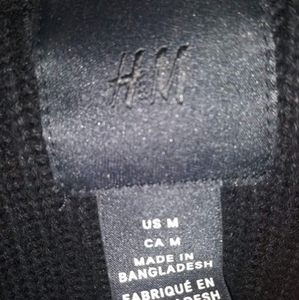 H&M
US M
CA M
MADE IN
BANGLADESH
FABRIQUÉ EN